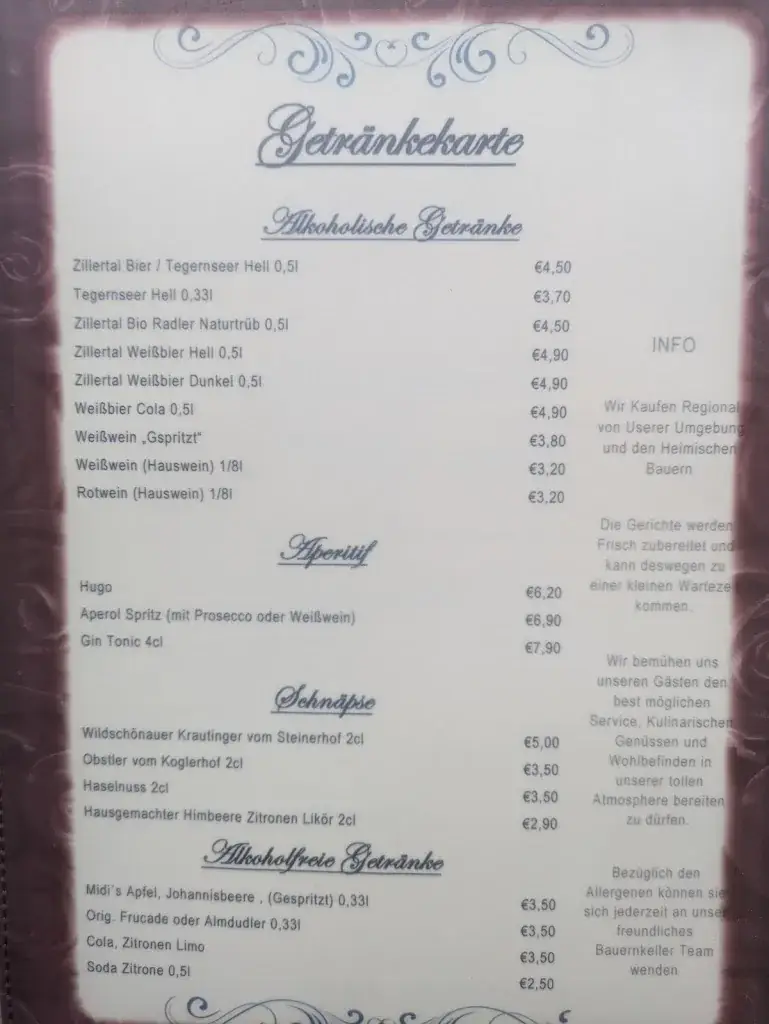 Getränkekarte
Alkoholische Getränke
Zillertal Bier / Tegernseer Hell 0,5l €4,50
Tegernseer Hell 0,33l €3,70
Zillertal Bio Radler Naturtrüb 0,5l €4,50
Zillertal Weißbier Hell 0,5l €4,90
Zillertal Weißbier Dunkel 0,5l €4,90
Weißbier Cola 0,5l €4,90
Weißwein „Gspritzt" €3,80
Weißwein (Hauswein) 1/8l €3,20
Rotwein (Hauswein) 1/8l €3,20
Aperitif
Hugo €6,20
Aperol Spritz (mit Prosecco oder Weißwein) €6,90
Gin Tonic 4cl €7,90
Schnäpse
Wildschönauer Krautinger vom Steinerhof 2cl €5,00
Obstler vom Koglerhof 2cl €3,50
Haselnuss 2cl €3,50
Hausgemachter Himbeere Zitronen Likör 2cl €2,90
Alkoholfreie Getränke
Midi´s Apfel, Johannisbeere , (Gespritzt) 0,33l €3,50
Orig. Frucade oder Almdudler 0,33l €3,50
Cola, Zitronen Limo €3,50
Soda Zitrone 0,5l €2,50
INFO
Wir Kaufen Regional
von Userer Umgebung
und den Heimischen
Bauern
Die Gerichte werden
Frisch zubereitet und
kann deswegen zu
einer kleinen Warteze
kommen.
Wir bemühen uns
unseren Gästen den
best möglichen
Service, Kulinarischen
Genüssen und
Wohlbefinden in
unserer tollen
Atmosphere bereiten
zu dürfen.
Bezüglich den
Allergenen können sie
sich jederzeit an unser
freundliches
Bauernkeller Team
wenden